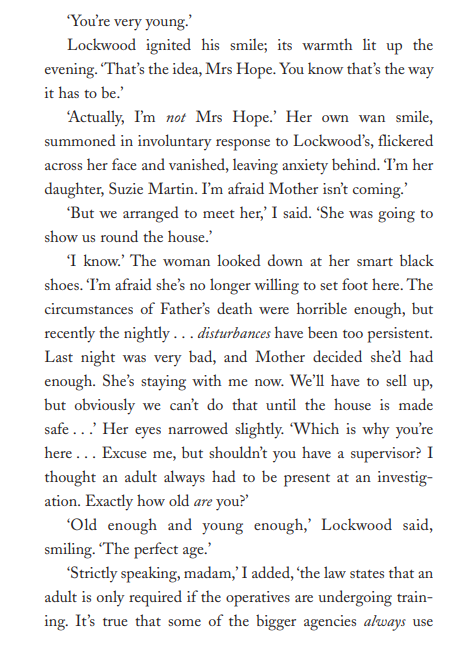 ‘You’re very young.’
Lockwood ignited his smile; its warmth lit up the
evening. ‘That’s the idea, Mrs Hope. You know that’s the way
it has to be.’
‘Actually, I’m not Mrs Hope.’ Her own wan smile,
summoned in involuntary response to Lockwood’s, flickered
across her face and vanished, leaving anxiety behind. ‘I’m her
daughter, Suzie Martin. I’m afraid Mother isn’t coming.’
‘But we arranged to meet her,’ I said. ‘She was going to
show us round the house.’
‘I know.’ The woman looked down at her smart black
shoes. ‘I’m afraid she’s no longer willing to set foot here. The
circumstances of Father’s death were horrible enough, but
recently the nightly . . . disturbances have been too persistent.
Last night was very bad, and Mother decided she’d had
enough. She’s staying with me now. We’ll have to sell up,
but obviously we can’t do that until the house is made
safe . . .’ Her eyes narrowed slightly. ‘Which is why you’re
here . . . Excuse me, but shouldn’t you have a supervisor? I
thought an adult always had to be present at an investig-
ation. Exactly how old are you?’
‘Old enough and young enough,’ Lockwood said,
smiling. ‘The perfect age.’
‘Strictly speaking, madam,’ I added, ‘the law states that an
adult is only required if the operatives are undergoing train-
ing. It’s true that some of the bigger agencies always use